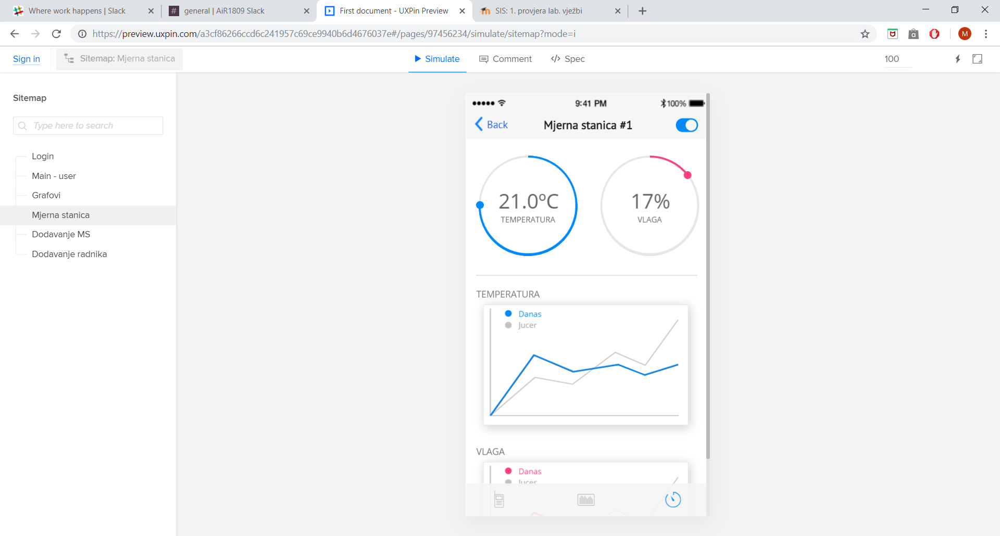 Where work happens | Slack
general | AiR1809 Slack
First document - UXPin Preview
SIS: 1. provjera lab. vježbi
https://preview.uxpin.com/a3cf86266ccd6c241957c69ce9940b6d4676037e#/pages/97456234/simulate/sitemap?mode=i
M
Sign in
Sitemap: Mjerna stanica
Simulate
Comment
Spec
100
Sitemap
Type here to search
Login
Main - user
Grafovi
Mjerna stanica
Dodavanje MS
Dodavanje radnika
9:41 PM
100%
Back
Mjerna stanica #1
21.0ºC
TEMPERATURA
17%
VLAGA
TEMPERATURA
Danas
Jucer
VLAGA
Danas
Jucer